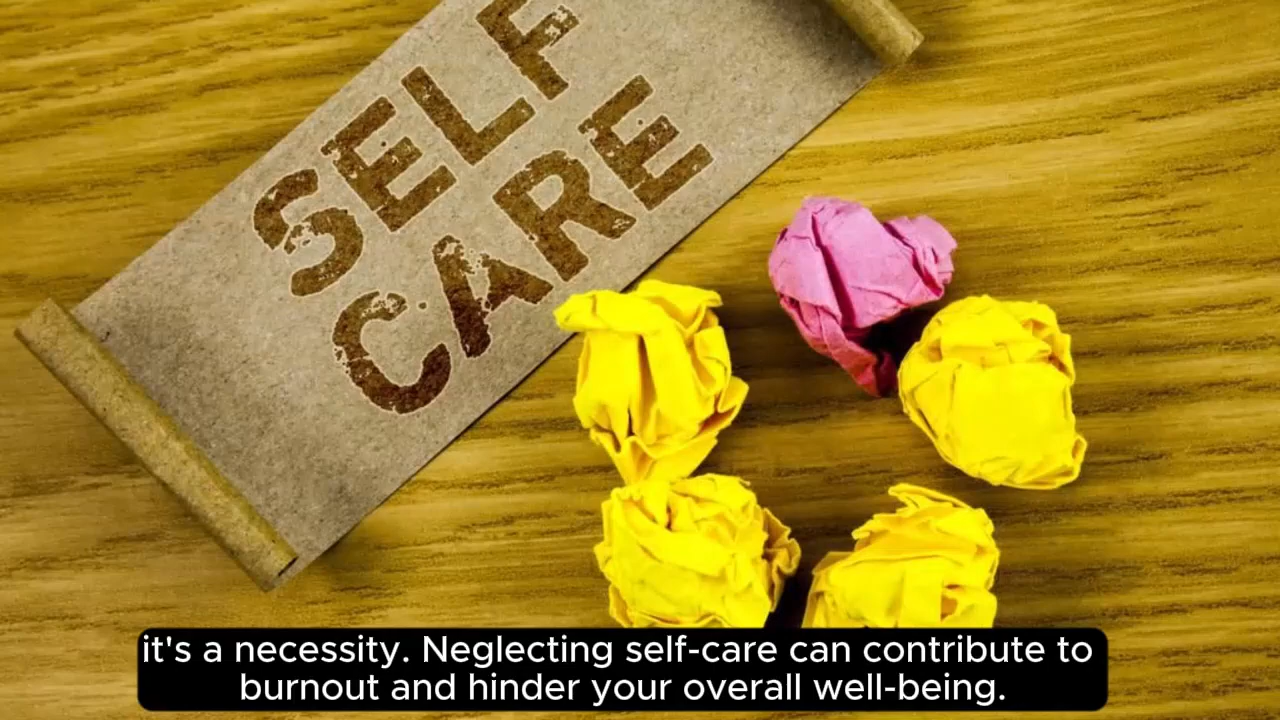 SELF
CARE
it's a necessity. Neglecting self-care can contribute to
burnout and hinder your overall well-being.